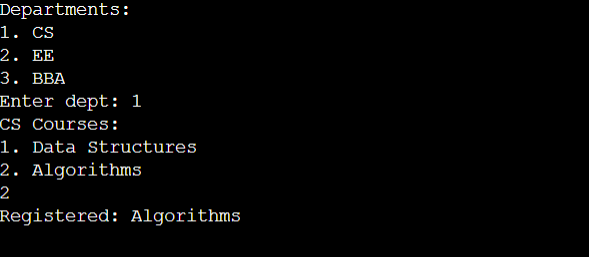 Departments:
1. CS
2. EE
3. BBA
Enter dept: 1
CS Courses:
1. Data Structures
2. Algorithms
2
Registered: Algorithms